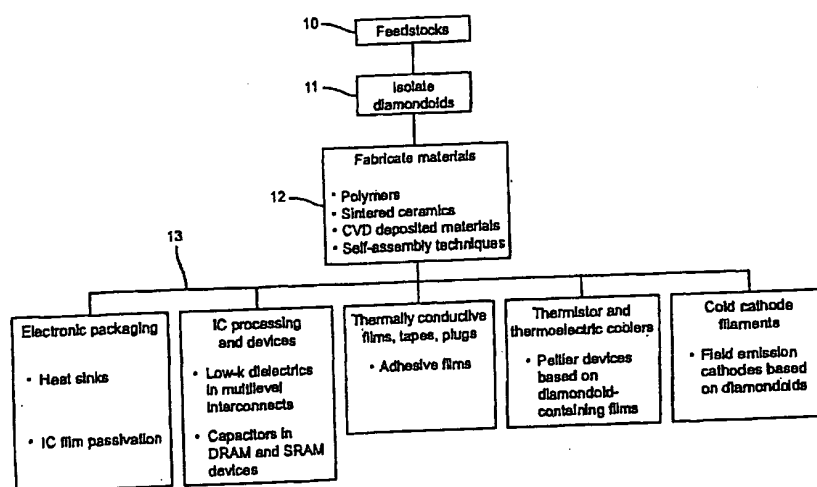 10
Feedstocks
11
Isolate
diamondoids
Fabricate materials
12
• Polymers
• Sintered ceramics
• CVD deposited materials
• Self-assembly techniques
13
Electronic packaging
• Heat sinks
• IC film passivation
IC processing
and devices
• Low-k dielectrics
in multilevel
interconnects
• Capacitors in
DRAM and SRAM
devices
Thermally conductive
films, tapes, plugs
• Adhesive films
Thermistor and
thermoelectric coolers
• Peltier devices
based on
diamondoid-
containing films
Cold cathode
filaments
• Field emission
cathodes based
on diamondoids